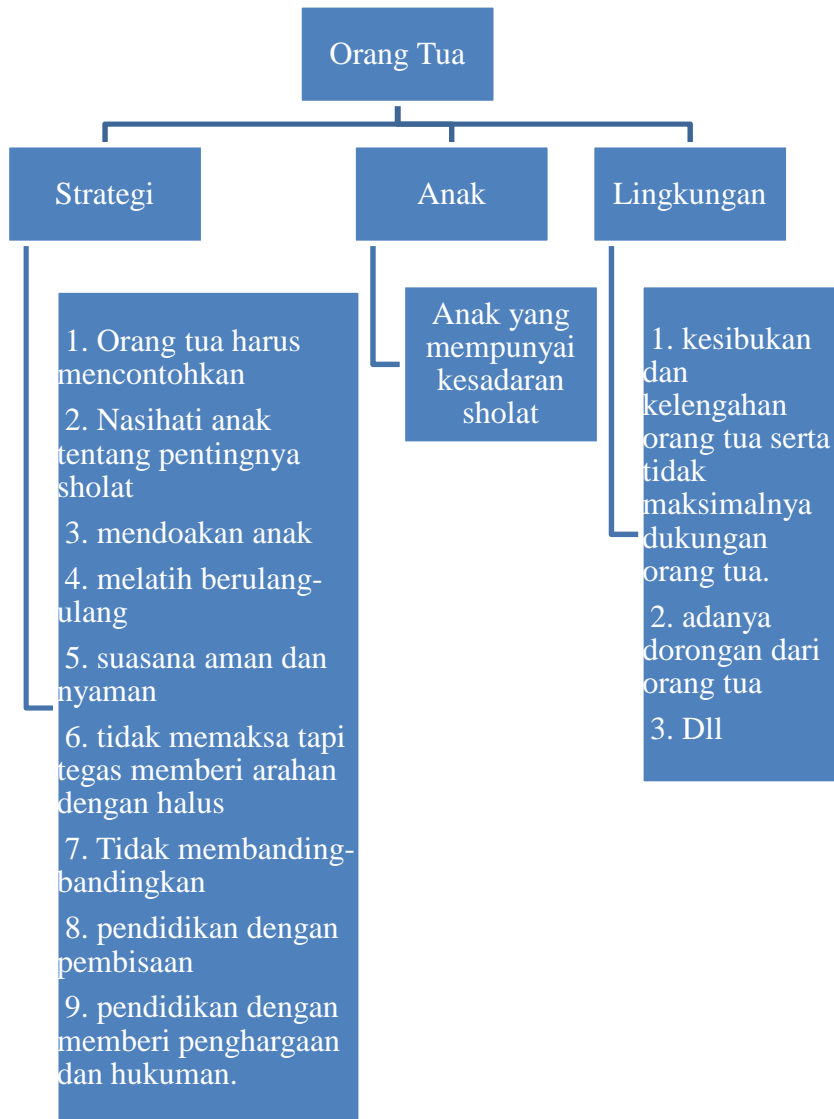 Orang Tua
Strategi
Anak
Lingkungan
1. Orang tua harus
mencontohkan
2. Nasihati anak
tentang pentingnya
sholat
3. mendoakan anak
4. melatih berulang-
ulang
5. suasana aman dan
nyaman
6. tidak memaksa tapi
tegas memberi arahan
dengan halus
7. Tidak membanding-
bandingkan
8. pendidikan dengan
pembisaan
9. pendidikan dengan
memberi penghargaan
dan hukuman.
Anak yang
mempunyai
kesadaran
sholat
1. kesibukan
dan
kelengahan
orang tua serta
tidak
maksimalnya
dukungan
orang tua.
2. adanya
dorongan dari
orang tua
3. Dll